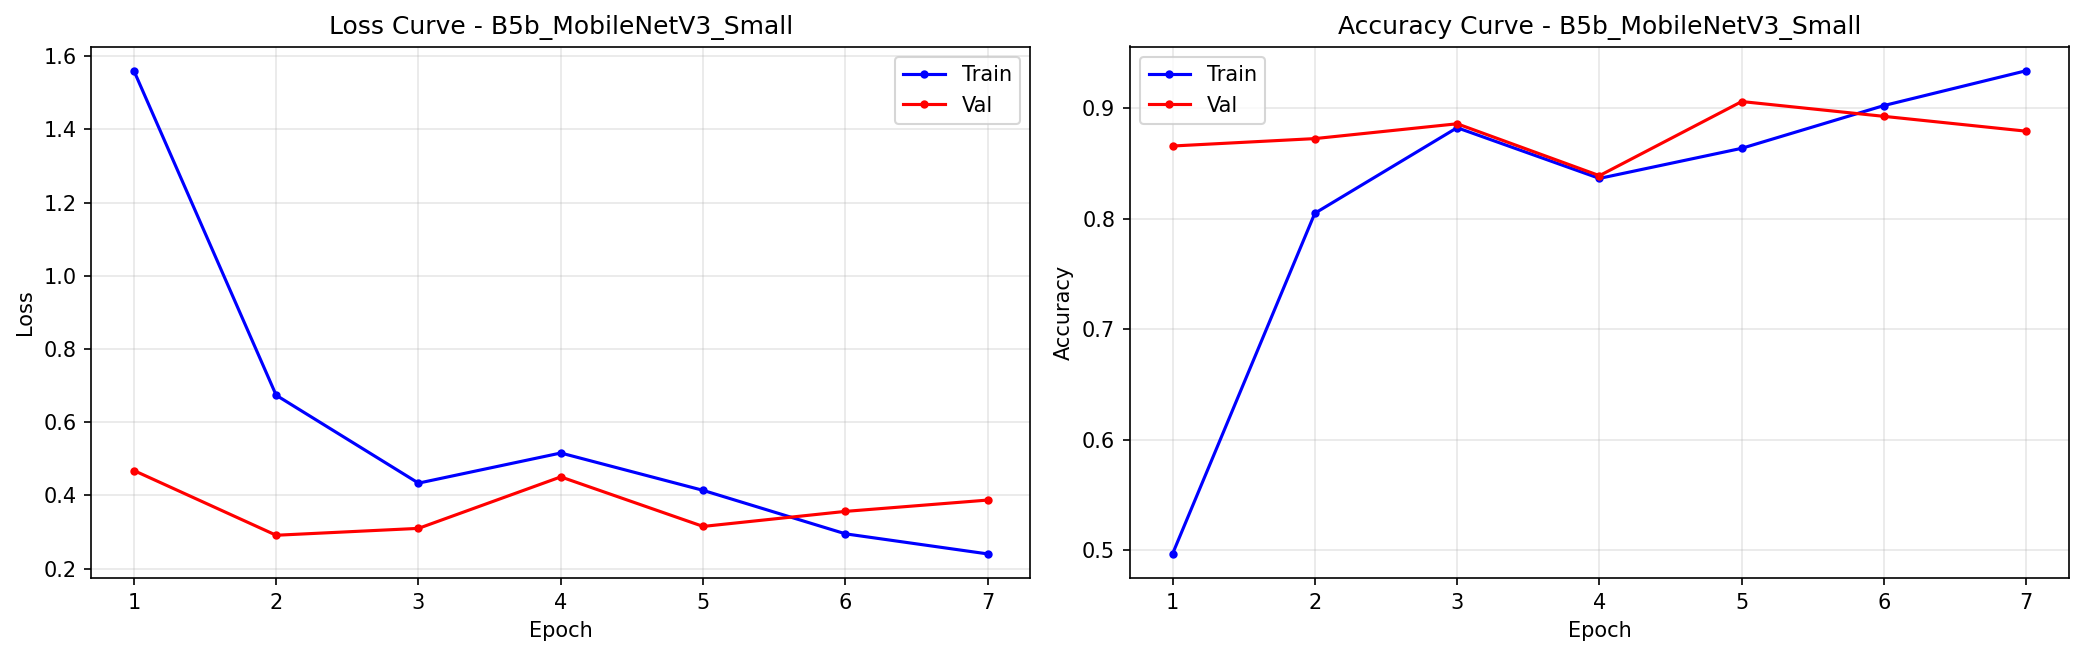 Loss Curve - B5b_MobileNetV3_Small
Train
Val
1.6
1.4
1.2
1.0
0.8
0.6
0.4
0.2
Loss
1 2 3 4 5 6 7
Epoch
Accuracy Curve - B5b_MobileNetV3_Small
Train
Val
0.9
0.8
0.7
0.6
0.5
Accuracy
1 2 3 4 5 6 7
Epoch